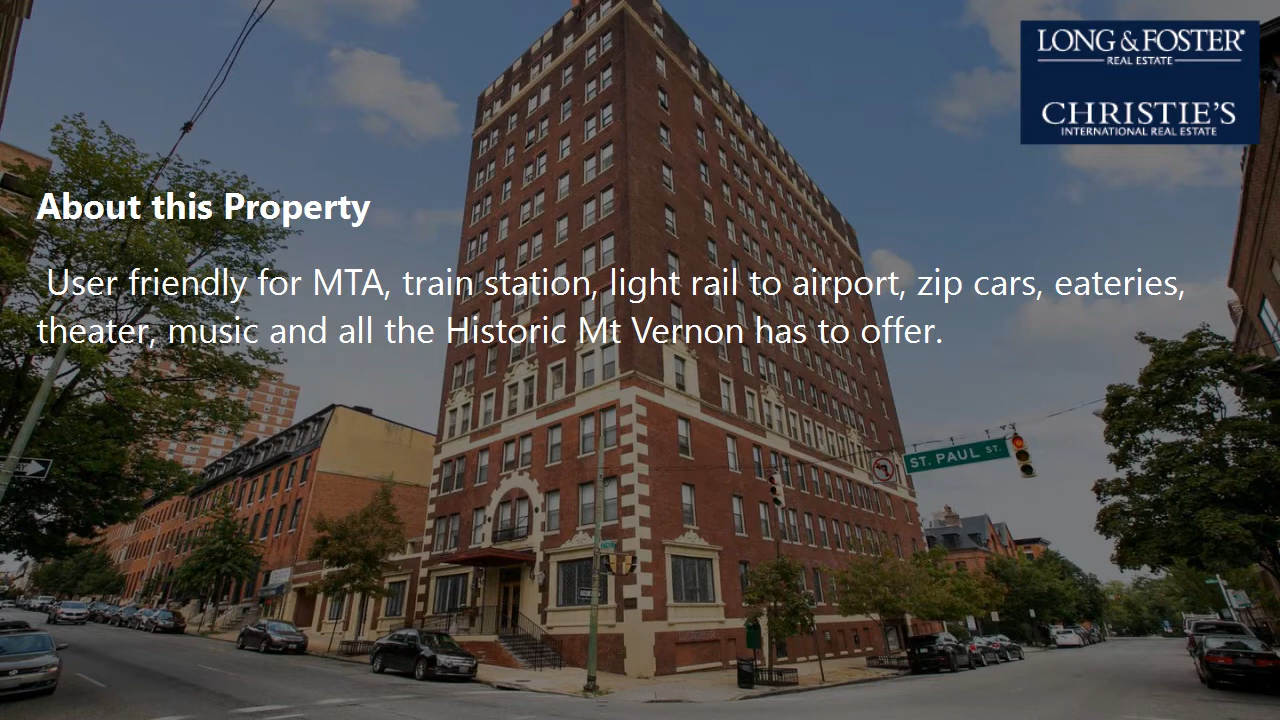 LONG & FOSTER®
REAL ESTATE
CHRISTIE'S
INTERNATIONAL REAL ESTATE
About this Property
User friendly for MTA, train station, light rail to airport, zip cars, eateries,
theater, music and all the Historic Mt Vernon has to offer.
ST. PAUL ST.